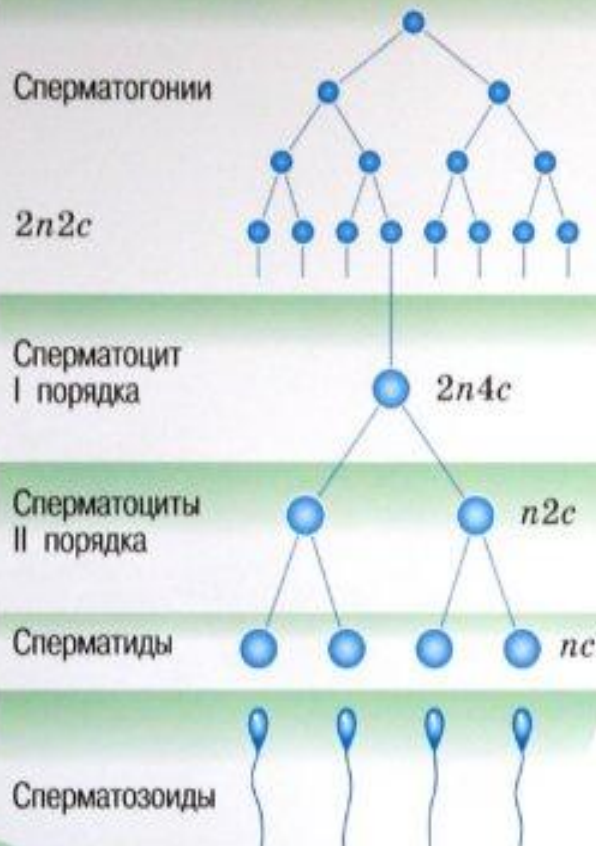 Сперматогонии
2n2c
Сперматоцит
I порядка
2n4c
Сперматоциты
II порядка
n2c
Сперматиды
nc
Сперматозоиды